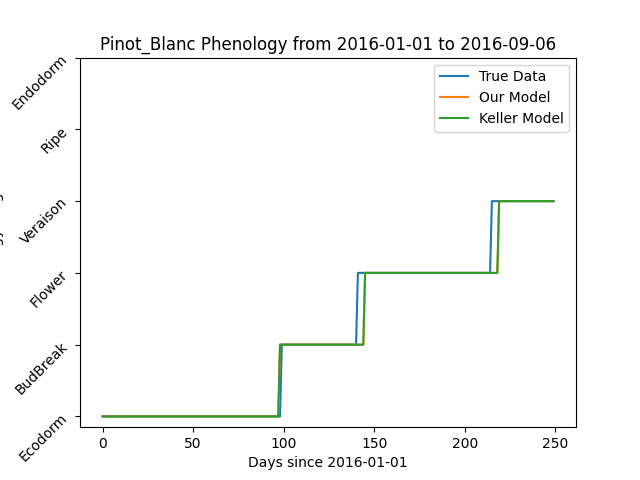 Pinot_Blanc Phenology from 2016-01-01 to 2016-09-06
True Data
Our Model
Keller Model
Endodorm
Ripe
Veraison
Flower
BudBreak
Ecodorm
0 50 100 150 200 250
Days since 2016-01-01